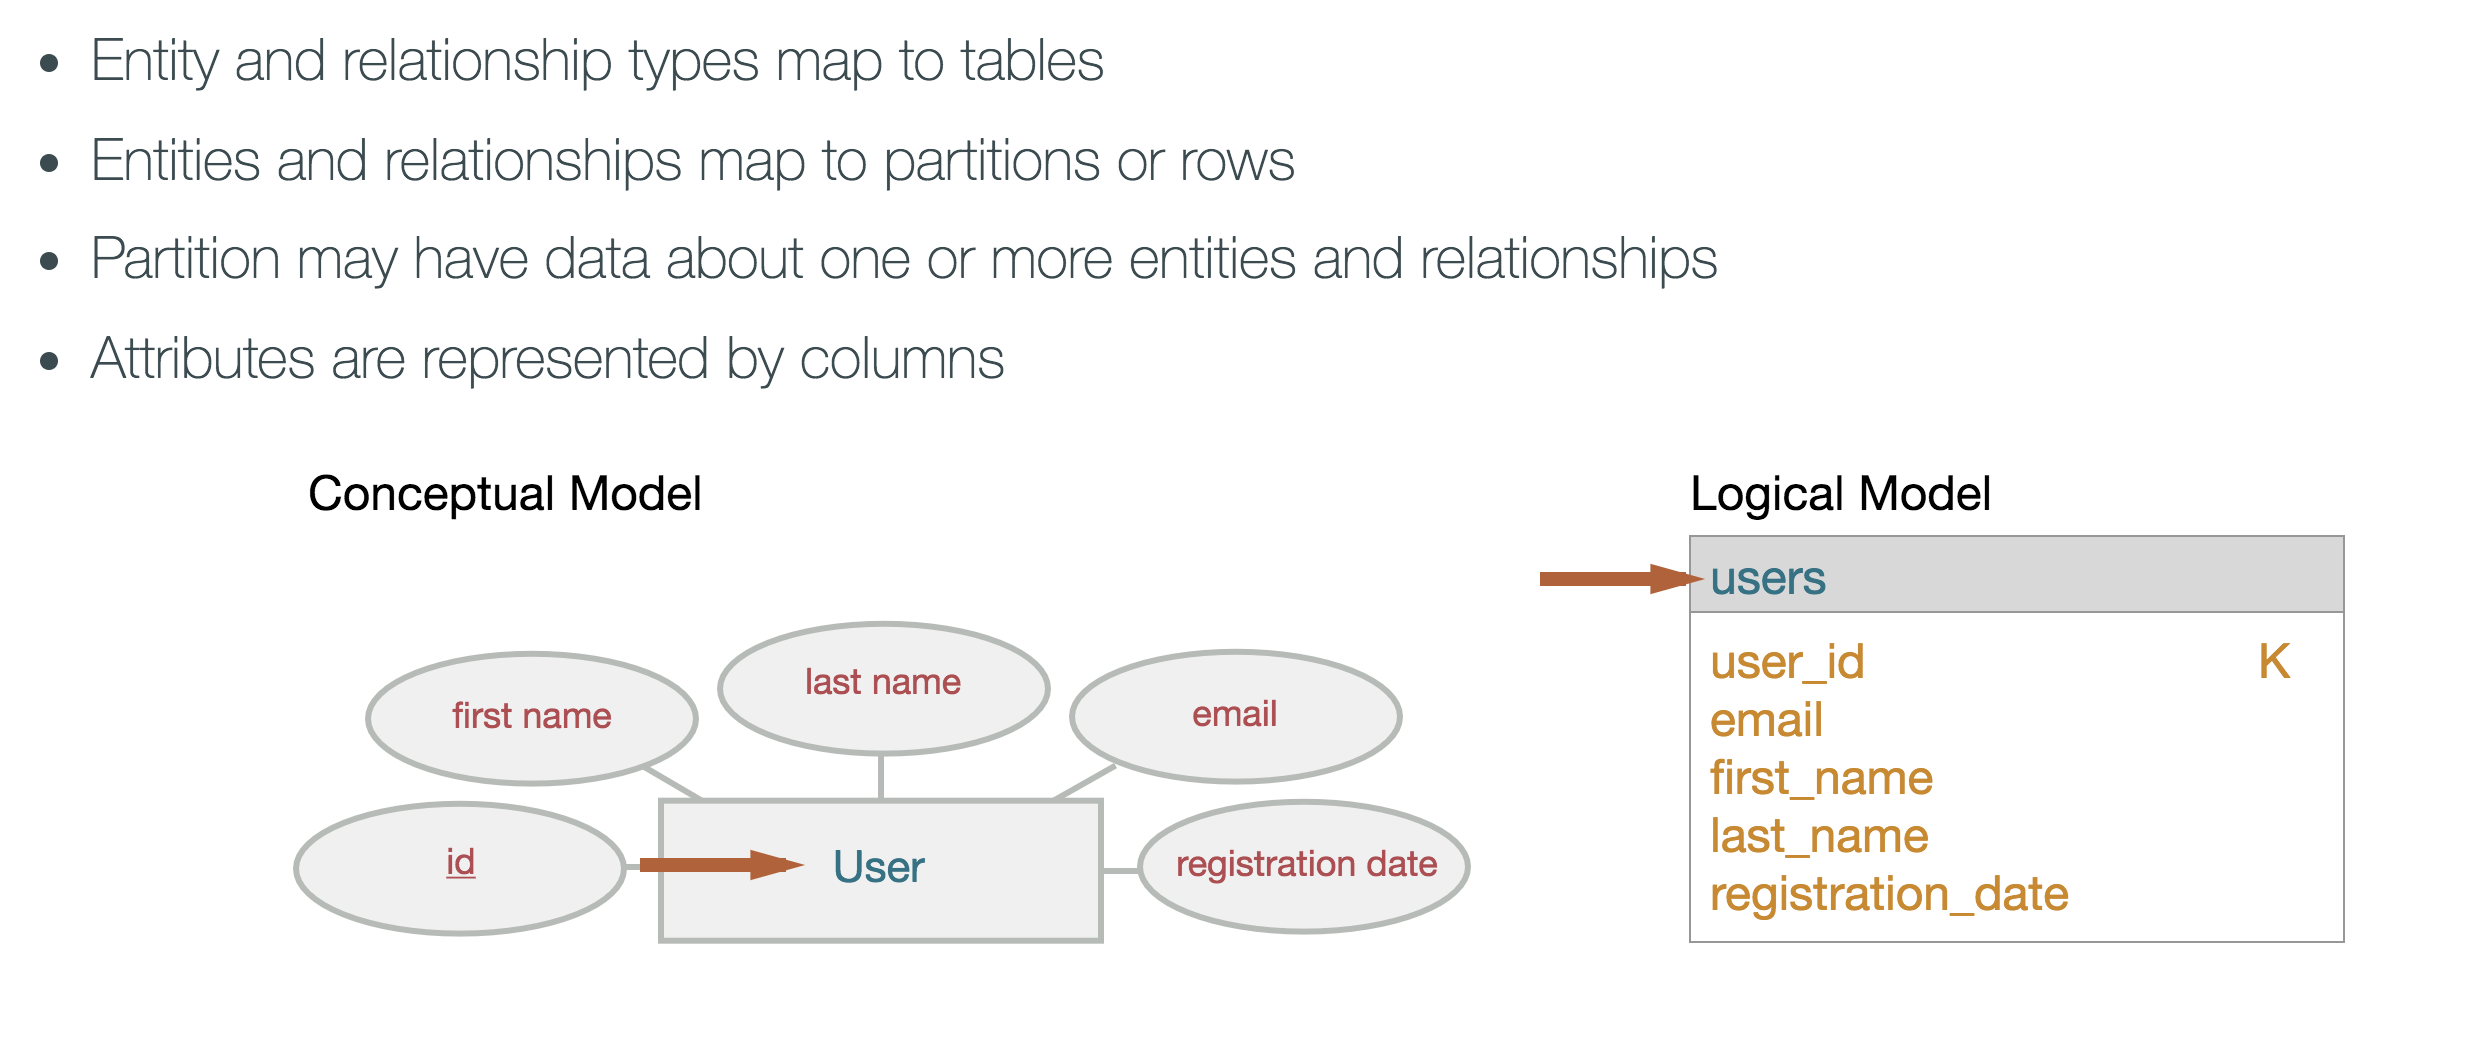 • Entity and relationship types map to tables
• Entities and relationships map to partitions or rows
• Partition may have data about one or more entities and relationships
• Attributes are represented by columns
Conceptual Model
first name
last name
email
id
User
registration date
Logical Model
users
user_id K
email
first_name
last_name
registration_date